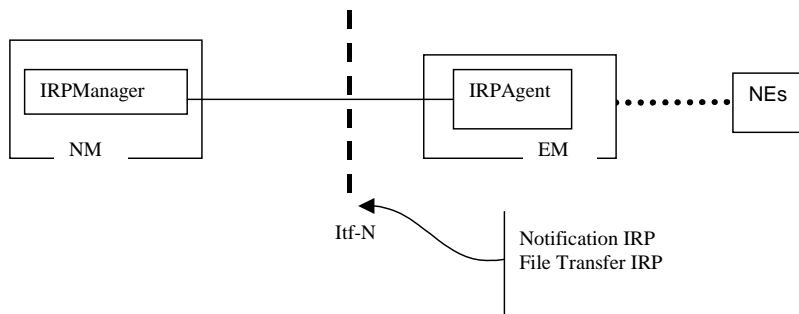 IRPManager
IRPAgent
NEs
NM
EM
Itf-N
Notification IRP
File Transfer IRP